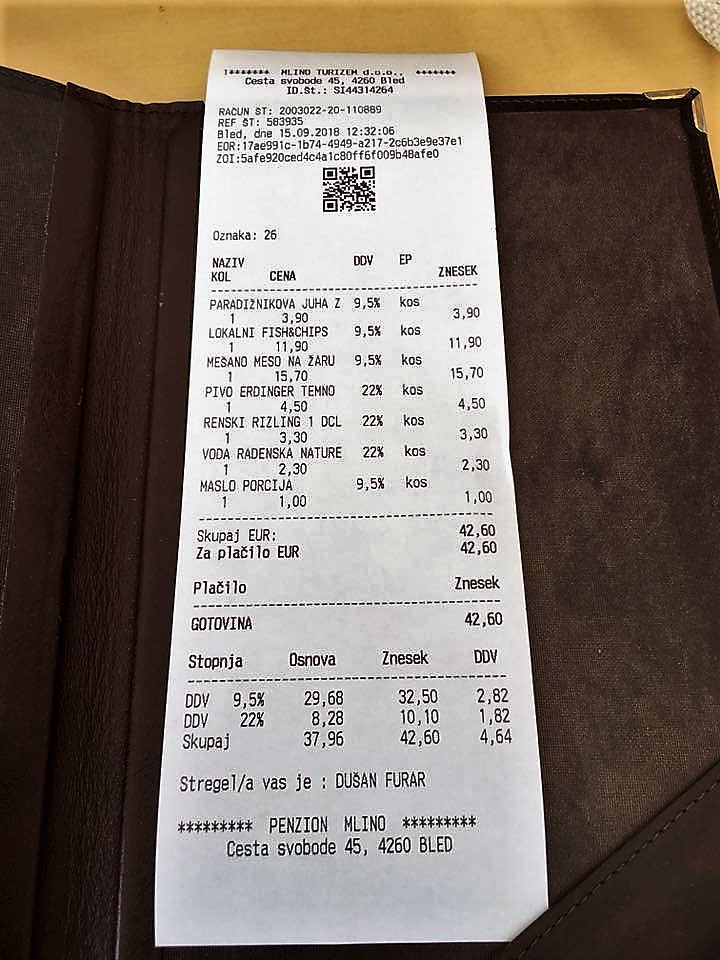 1******* MLINO TURIZEM d.o.o., *******
Cesta svobode 45, 4260 Bled
ID.št.: SI44314264
RAČUN ŠT: 2003022-20-110889
REF ŠT: 583935
Bled, dne 15.09.2018 12:32:06
EOR:17ae991c-1b74-4949-a217-2c6b3e9e37e1
ZOI:5afe920ced4c4a1c80ff6f009b48afe0
Oznaka: 26
NAZIV DDV EP
KOL CENA ZNESEK
PARADIŽNIKOVA JUHA Z 9,5% kos
1 3,90 3,90
LOKALNI FISH&CHIPS 9,5% kos
1 11,90 11,90
MEŠANO MESO NA ŽARU 9,5% kos
1 15,70 15,70
PIVO ERDINGER TEMNO 22% kos
1 4,50 4,50
RENSKI RIZLING 1 DCL 22% kos
1 3,30 3,30
VODA RADENSKA NATURE 22% kos
1 2,30 2,30
MASLO PORCIJA 9,5% kos
1 1,00 1,00
Skupaj EUR: 42,60
Za plačilo EUR 42,60
Plačilo Znesek
GOTOVINA 42,60
Stopnja Osnova Znesek DDV
DDV 9,5% 29,68 32,50 2,82
DDV 22% 8,28 10,10 1,82
Skupaj 37,96 42,60 4,64
Stregel/a vas je : DUŠAN FURAR
********* PENZION MLINO *********
Cesta svobode 45, 4260 BLED